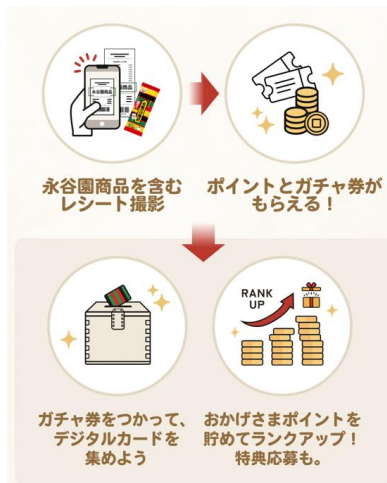 永谷園商品を含む
レシート撮影
ポイントとガチャ券が
もらえる！
ガチャ券をつかって、
デジタルカードを
集めよう
RANK
UP
おかげさまポイントを
貯めてランクアップ！
特典応募も。